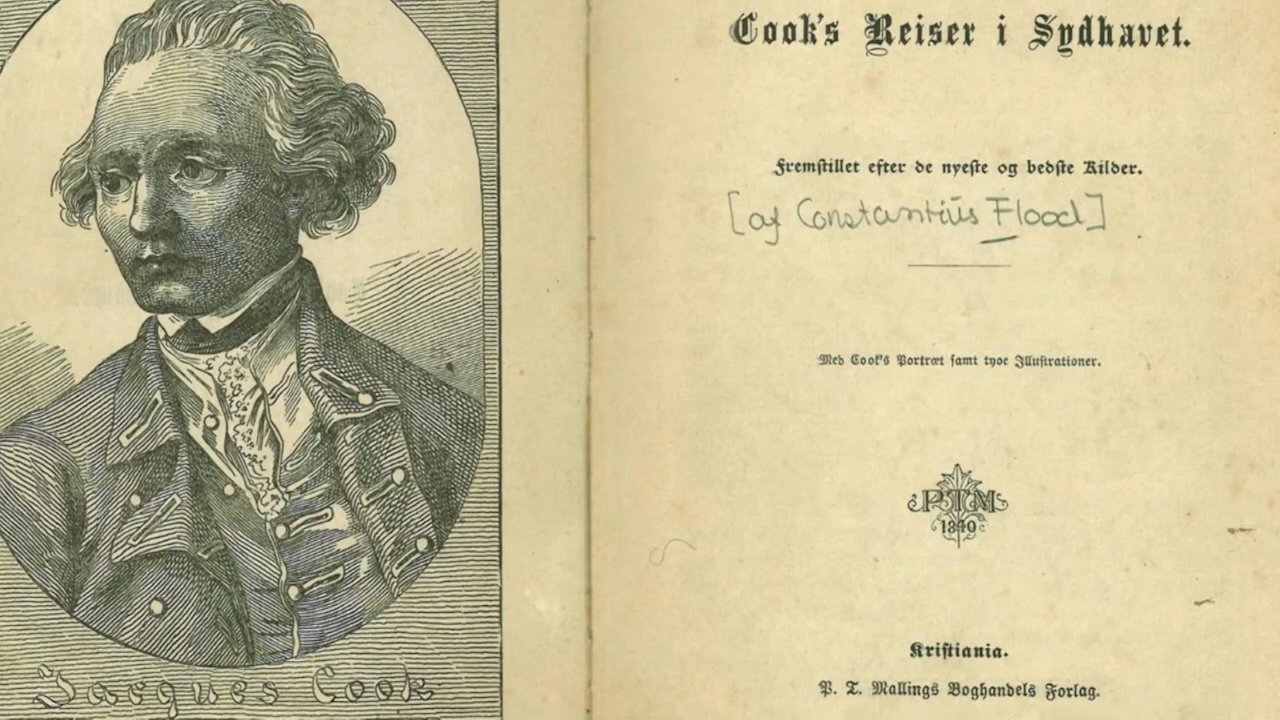 Jacques Cook
Cook's Reiser i Sydhavet.
Fremstillet efter de nyeste og bedste Kilder.
[af Constantius Flood]
Med Cook's Portræt samt tyve Illustrationer.
PTM
1840
Kristiania.
P. T. Mallings Boghandels Forlag.